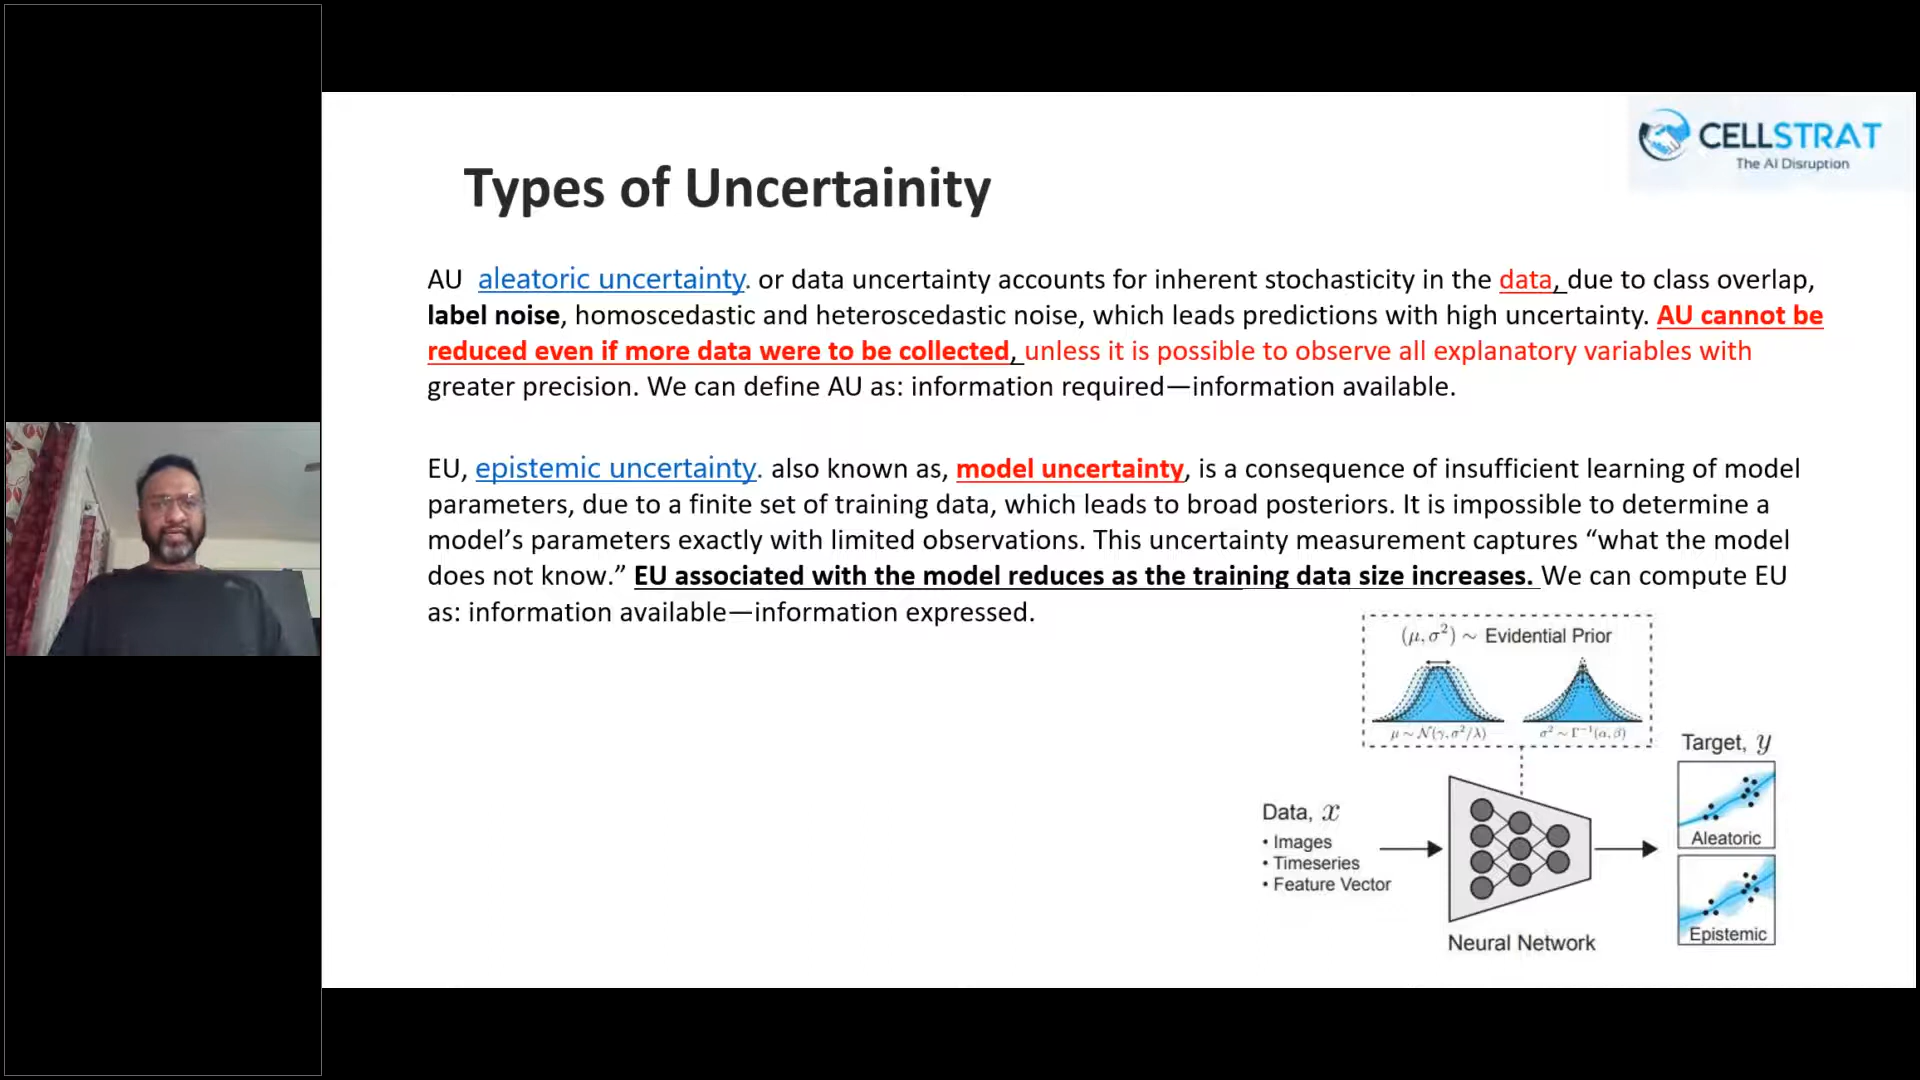 CELLSTRAT
The AI Disruption
Types of Uncertainity
AU aleatoric uncertainty. or data uncertainty accounts for inherent stochasticity in the data, due to class overlap,
label noise, homoscedastic and heteroscedastic noise, which leads predictions with high uncertainty. AU cannot be
reduced even if more data were to be collected, unless it is possible to observe all explanatory variables with
greater precision. We can define AU as: information required—information available.
EU, epistemic uncertainty. also known as, model uncertainty, is a consequence of insufficient learning of model
parameters, due to a finite set of training data, which leads to broad posteriors. It is impossible to determine a
model’s parameters exactly with limited observations. This uncertainty measurement captures “what the model
does not know.” EU associated with the model reduces as the training data size increases. We can compute EU
as: information available—information expressed.
(μ, σ²) ~ Evidential Prior
μ ~ N(γ, σ²/λ)
σ² ~ Γ⁻¹(α, β)
Data, x
• Images
• Timeseries
• Feature Vector
Neural Network
Target, y
Aleatoric
Epistemic